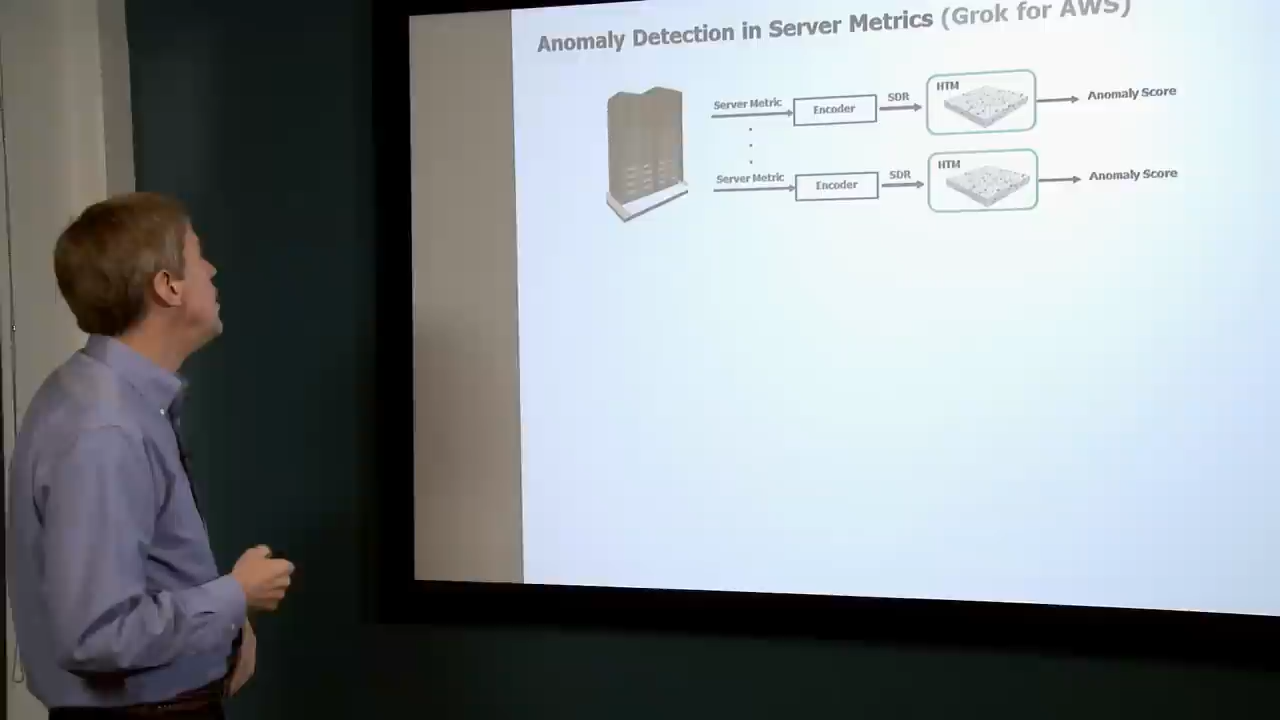 Anomaly Detection in Server Metrics (Grok for AWS)
Server Metric
Encoder
SDR
HTM
Anomaly Score
Server Metric
Encoder
SDR
HTM
Anomaly Score